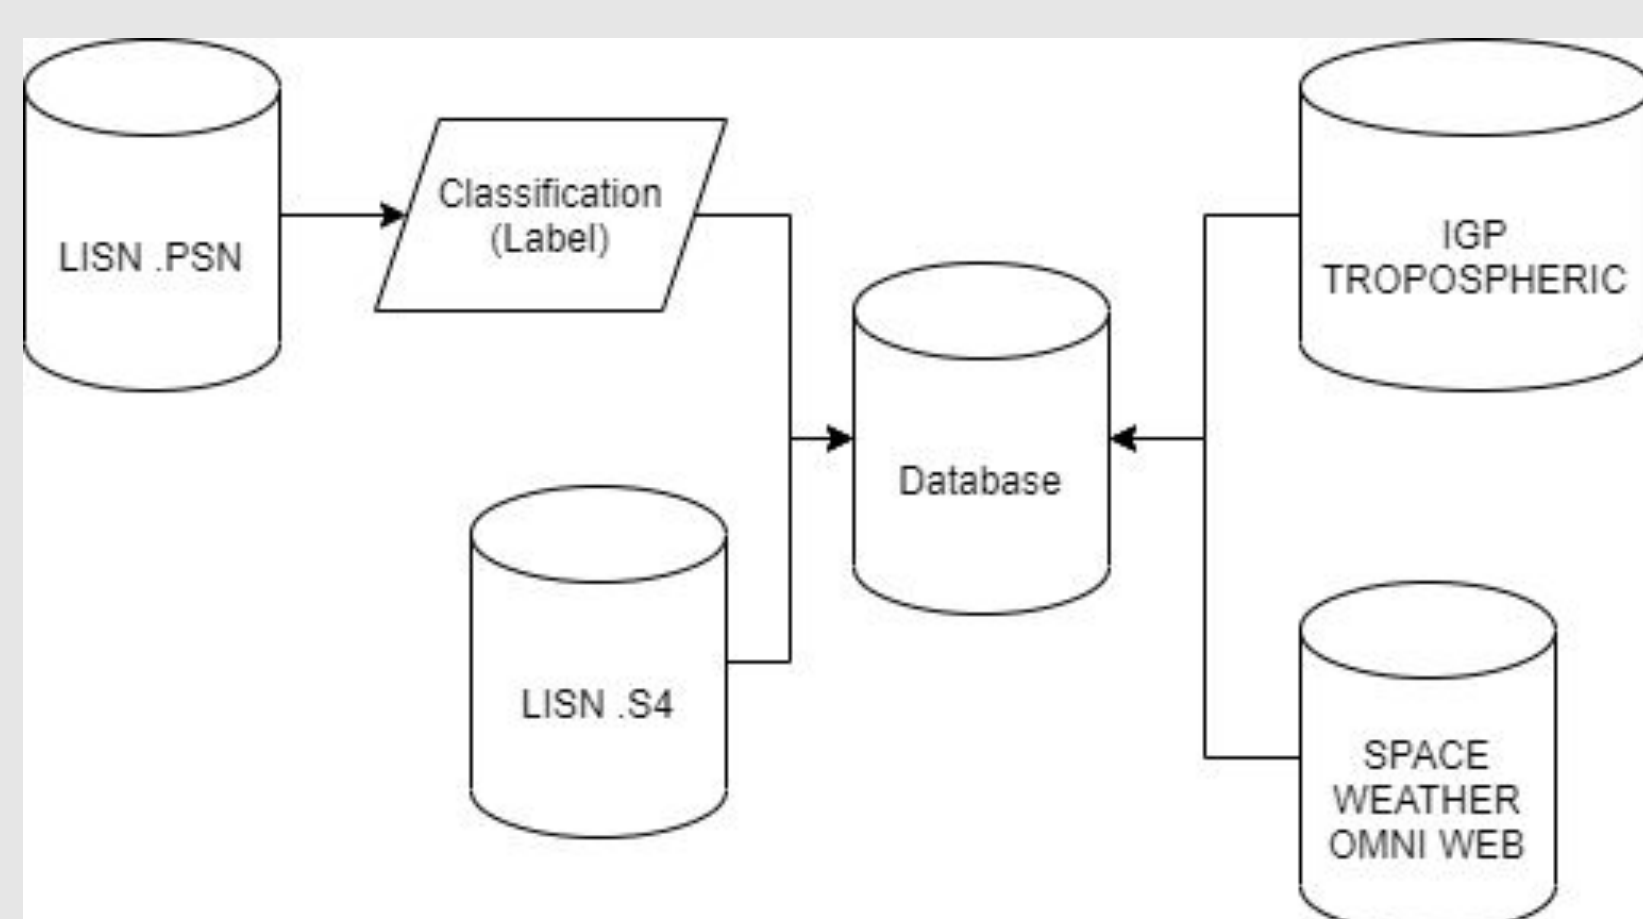 LISN .PSN
Classification
(Label)
IGP
TROPOSPHERIC
Database
LISN .S4
SPACE
WEATHER
OMNI WEB